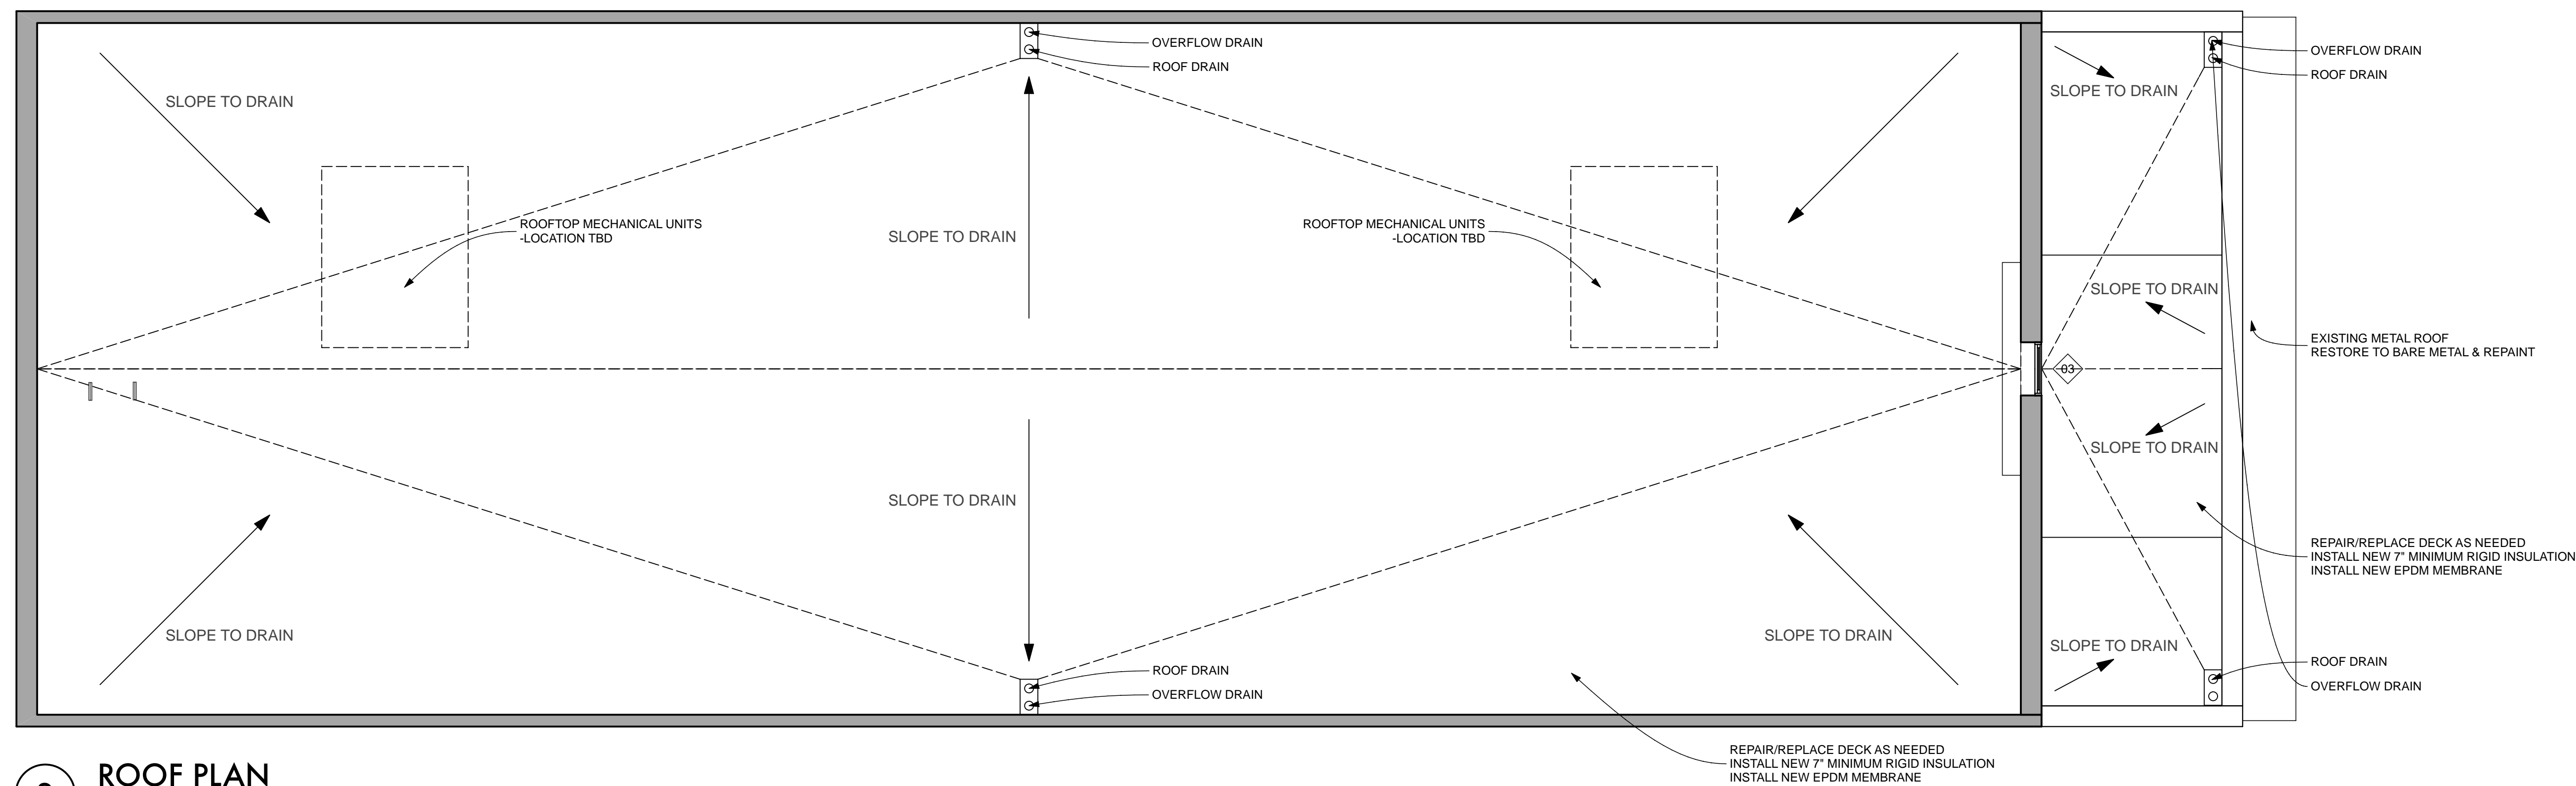 OVERFLOW DRAIN
ROOF DRAIN
OVERFLOW DRAIN
ROOF DRAIN
SLOPE TO DRAIN
SLOPE TO DRAIN
ROOFTOP MECHANICAL UNITS
-LOCATION TBD
SLOPE TO DRAIN
ROOFTOP MECHANICAL UNITS
-LOCATION TBD
SLOPE TO DRAIN
EXISTING METAL ROOF
RESTORE TO BARE METAL & REPAINT
03
SLOPE TO DRAIN
SLOPE TO DRAIN
REPAIR/REPLACE DECK AS NEEDED
INSTALL NEW 7" MINIMUM RIGID INSULATION
INSTALL NEW EPDM MEMBRANE
SLOPE TO DRAIN
SLOPE TO DRAIN
SLOPE TO DRAIN
ROOF DRAIN
OVERFLOW DRAIN
ROOF DRAIN
OVERFLOW DRAIN
REPAIR/REPLACE DECK AS NEEDED
INSTALL NEW 7" MINIMUM RIGID INSULATION
INSTALL NEW EPDM MEMBRANE
ROOF PLAN